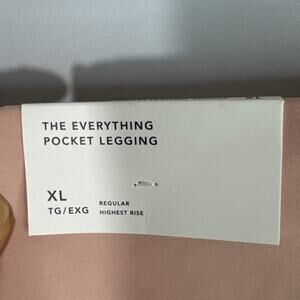 THE EVERYTHING
POCKET LEGGING
XL
TG/EXG
REGULAR
HIGHEST RISE